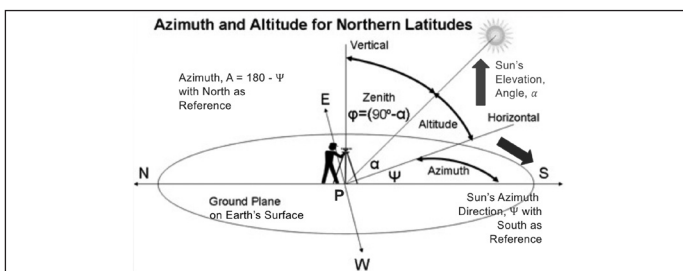 Azimuth and Altitude for Northern Latitudes
Vertical
Sun's
Elevation,
Angle, α
Azimuth, A = 180 - Ψ
with North as
Reference
E
Zenith
φ=(90°-α)
Altitude
Horizontal
N
α
Ψ
Azimuth
S
P
Ground Plane
on Earth's Surface
Sun's Azimuth
Direction, Ψ with
South as
Reference
W